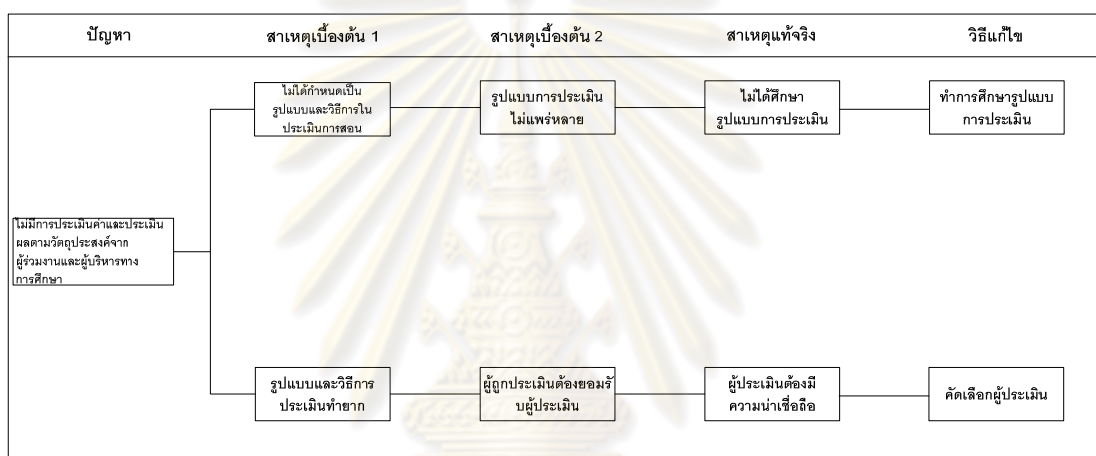 ปัญหา สาเหตุเบื้องต้น 1 สาเหตุเบื้องต้น 2 สาเหตุแท้จริง วิธีแก้ไข
ไม่ได้กำหนดเป็น
รูปแบบและวิธีการใน
ประเมินการสอน
รูปแบบการประเมิน
ไม่แพร่หลาย
ไม่ได้ศึกษา
รูปแบบการประเมิน
ทำการศึกษารูปแบบ
การประเมิน
ไม่มีการประเมินค่าและประเมิน
ผลตามวัตถุประสงค์จาก
ผู้ร่วมงานและผู้บริหารทาง
การศึกษา
รูปแบบและวิธีการ
ประเมินทำยาก
ผู้ถูกประเมินต้องยอมรั
บผู้ประเมิน
ผู้ประเมินต้องมี
ความน่าเชื่อถือ
คัดเลือกผู้ประเมิน